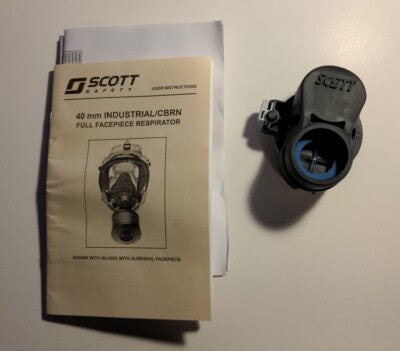 SCOTT
SAFETY
USER INSTRUCTIONS
40 mm INDUSTRIAL/CBRN
FULL FACEPIECE RESPIRATOR
SHOWN WITH AV-3000 WITH SURESEAL FACEPIECE
SCOTT